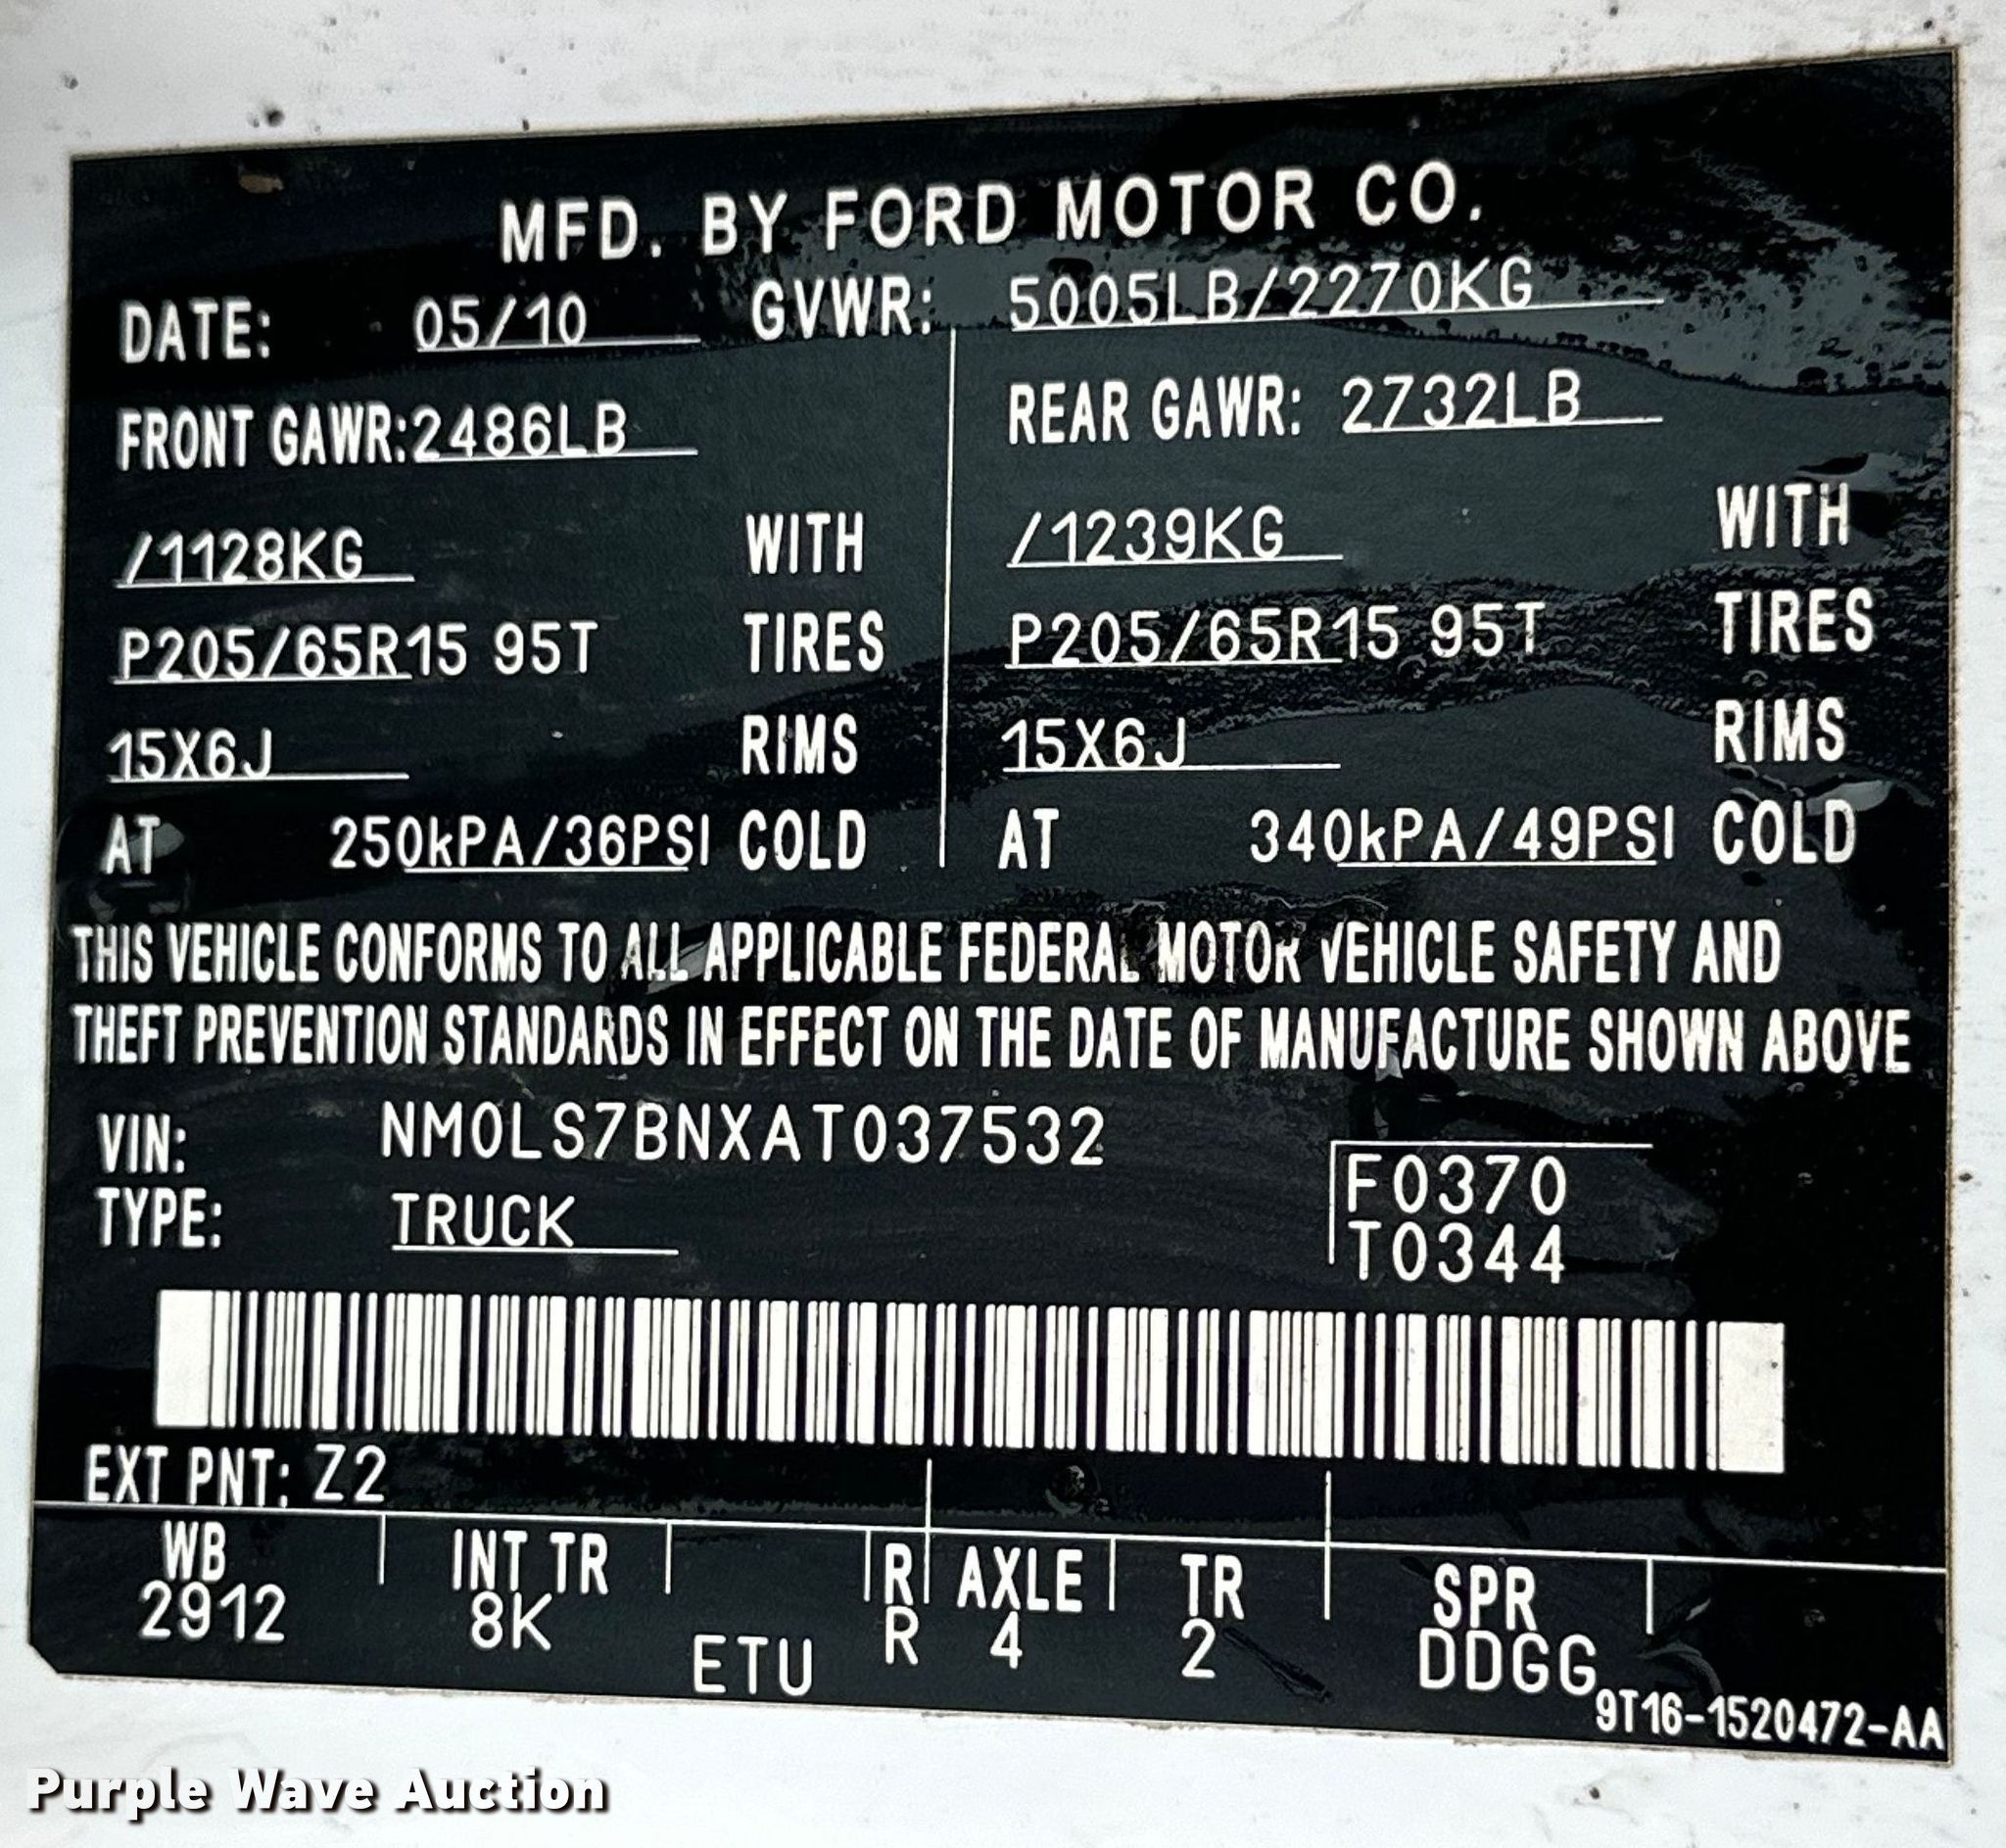 MFD. BY FORD MOTOR CO.
DATE: 05/10 GVWR: 5005LB/2270KG
FRONT GAWR:2486LB REAR GAWR: 2732LB
/1128KG WITH /1239KG WITH
P205/65R15 95T TIRES P205/65R15 95T TIRES
15X6J RIMS 15X6J RIMS
AT 250kPA/36PSI COLD AT 340kPA/49PSI COLD
THIS VEHICLE CONFORMS TO ALL APPLICABLE FEDERAL MOTOR VEHICLE SAFETY AND
THEFT PREVENTION STANDARDS IN EFFECT ON THE DATE OF MANUFACTURE SHOWN ABOVE
VIN: NM0LS7BNXAT037532
F0370
TYPE: TRUCK
T0344
EXT PNT: Z2
WB INT TR R AXLE TR SPR
2912 8K ETU R 4 2 DDGG
9T16-1520472-AA
Purple Wave Auction